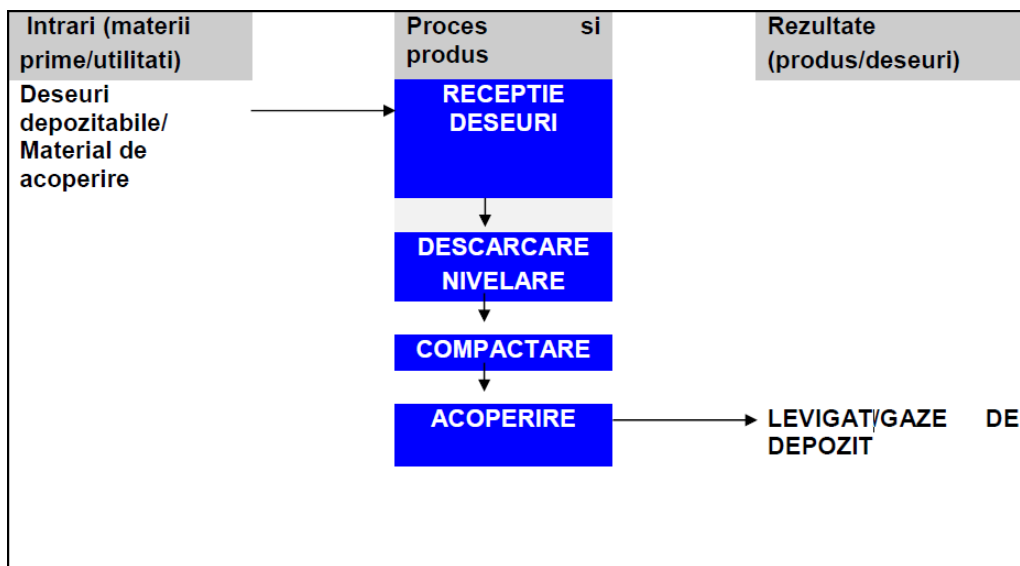 Intrari (materii
prime/utilitati)
Proces si
produs
Rezultate
(produs/deseuri)
Deseuri
depozitabile/
Material de
acoperire
RECEPTIE
DESEURI
DESCARCARE
NIVELARE
COMPACTARE
ACOPERIRE
LEVIGAT/GAZE DE
DEPOZIT